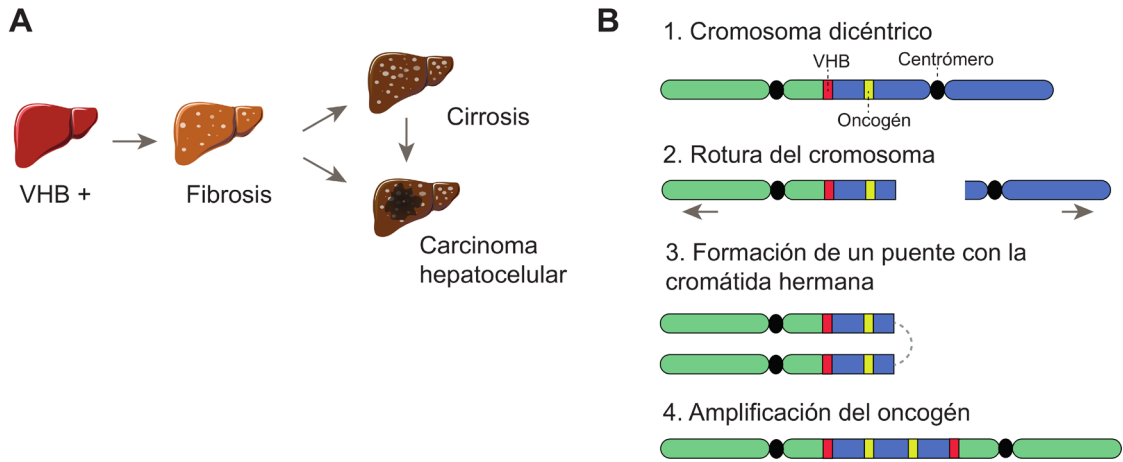 A
VHB +
Fibrosis
Cirrosis
Carcinoma
hepatocelular
B
1. Cromosoma dicéntrico
VHB
Centrómero
Oncogén
2. Rotura del cromosoma
3. Formación de un puente con la
cromátida hermana
4. Amplificación del oncogén